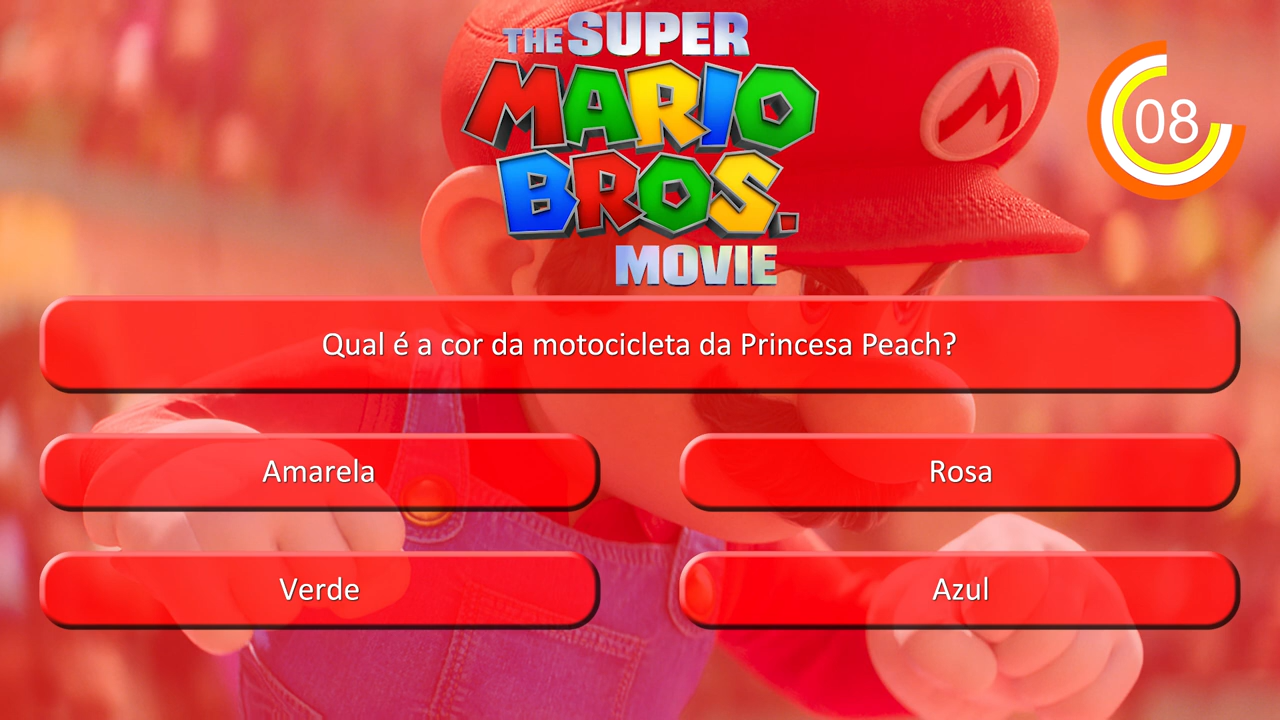 THE SUPER
MARIO
BROS.
MOVIE
08
Qual é a cor da motocicleta da Princesa Peach?
Amarela
Rosa
Verde
Azul